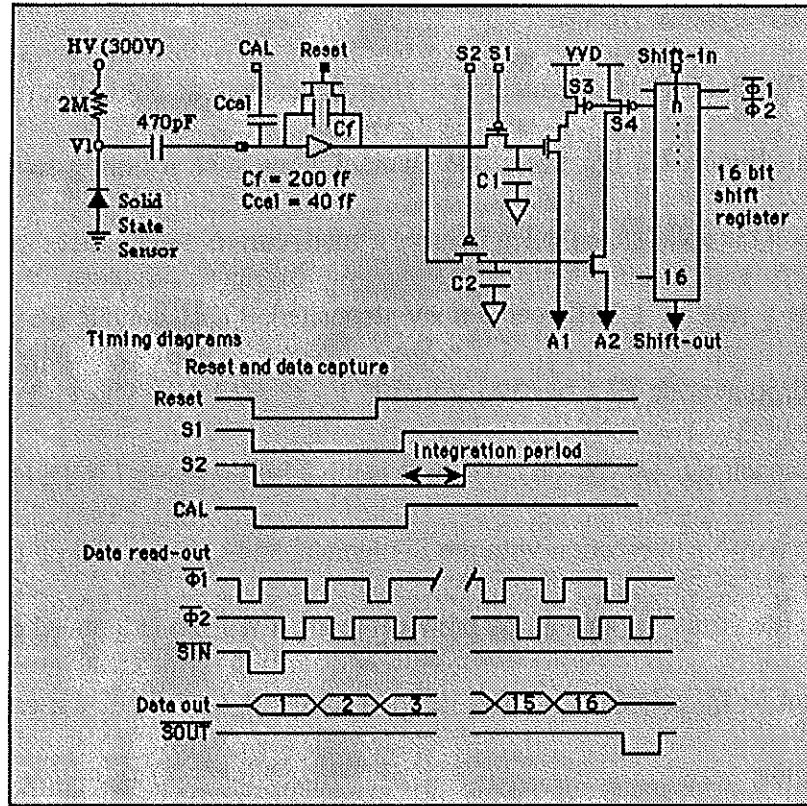 HV (300V)
CAL
Reset
S2 S1
VVD
Shift-in
S3
2M
Ccal
Φ1
Φ2
470pF
Cf
S4
V1
Cf = 200 fF
Ccal = 40 fF
C1
16 bit
shift
register
Solid
State
Sensor
C2
16
A1 A2 Shift-out
Timing diagrams
Reset and data capture
Reset
S1
Integration period
S2
CAL
Data read-out
Φ1
Φ2
SIN
Data out 1 2 3 15 16
SOUT